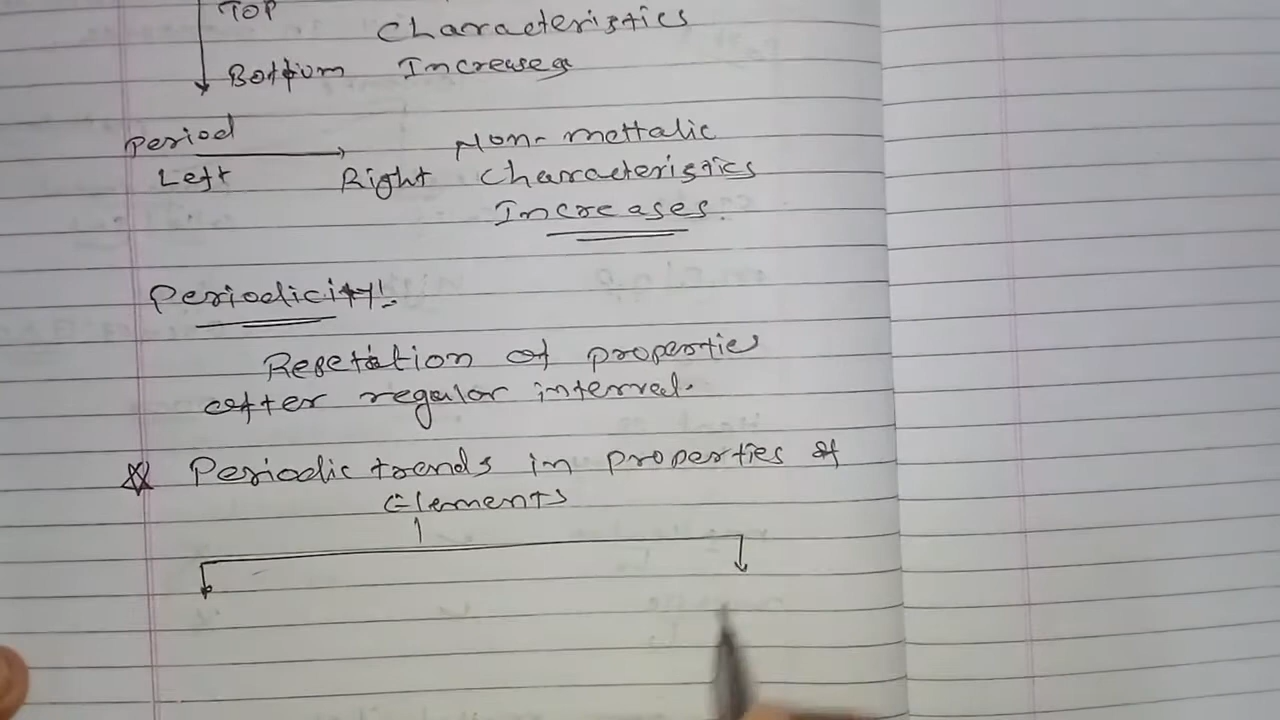 TOP Characteristics
Bottom Increases
Period Non-mettalic
Left Right Characteristics
Increases.
Periodicity:
Repetation of properties
after regular interval.
Periodic trends in properties of
Elements